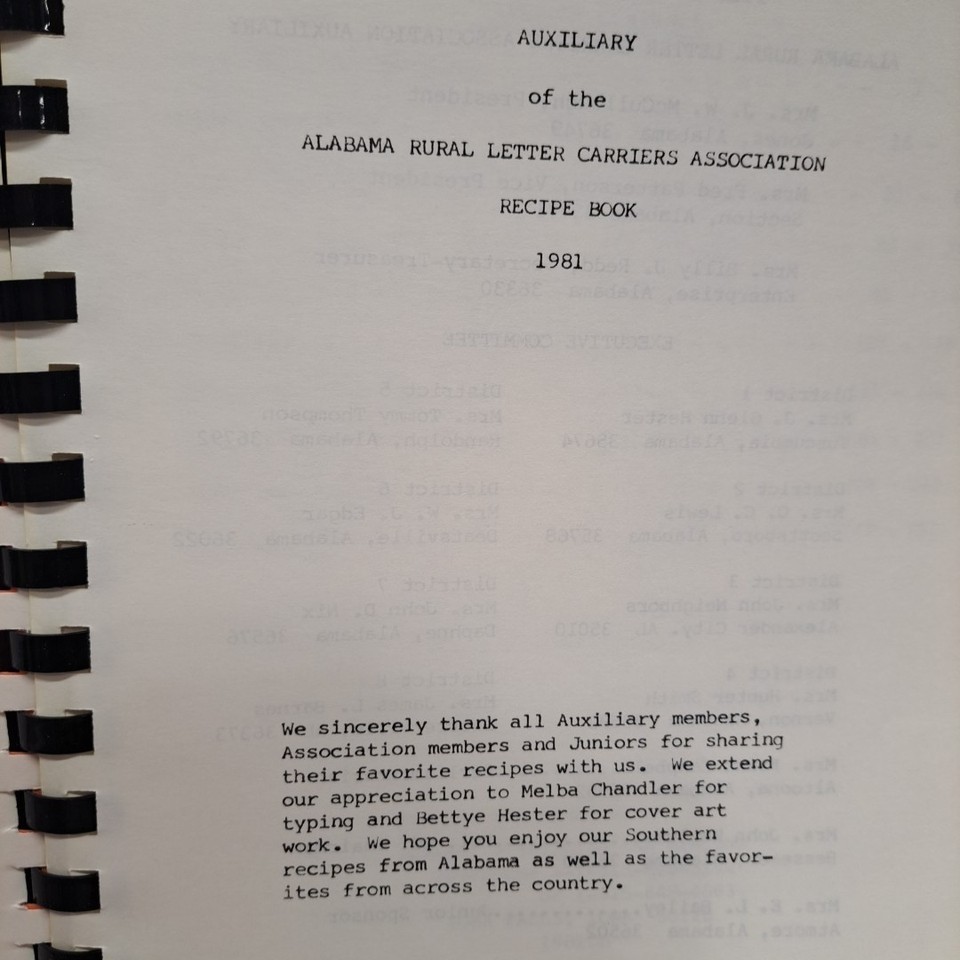 AUXILIARY
of the
ALABAMA RURAL LETTER CARRIERS ASSOCIATION
RECIPE BOOK
1981
We sincerely thank all Auxiliary members,
Association members and Juniors for sharing
their favorite recipes with us.  We extend
our appreciation to Melba Chandler for
typing and Bettye Hester for cover art
work.  We hope you enjoy our Southern
recipes from Alabama as well as the favor-
ites from across the country.